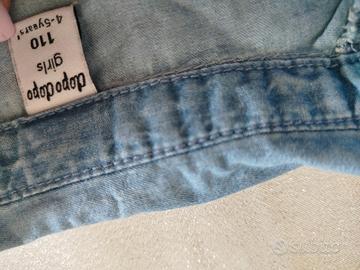 dopodopo
girls
110
4-5years
subito